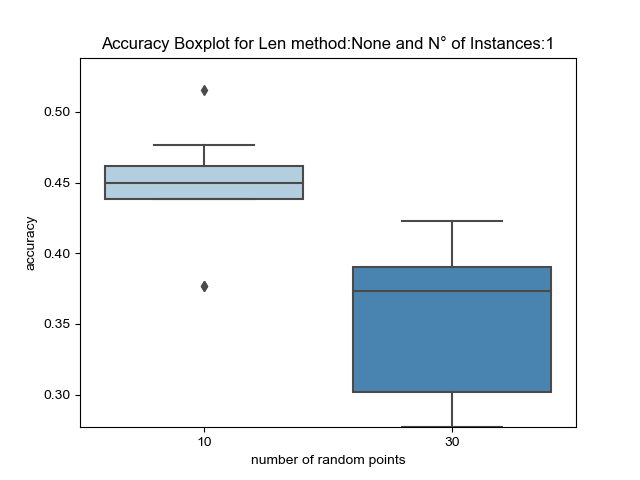 Accuracy Boxplot for Len method:None and N° of Instances:1
0.50
0.45
0.40
0.35
0.30
accuracy
10 30
number of random points